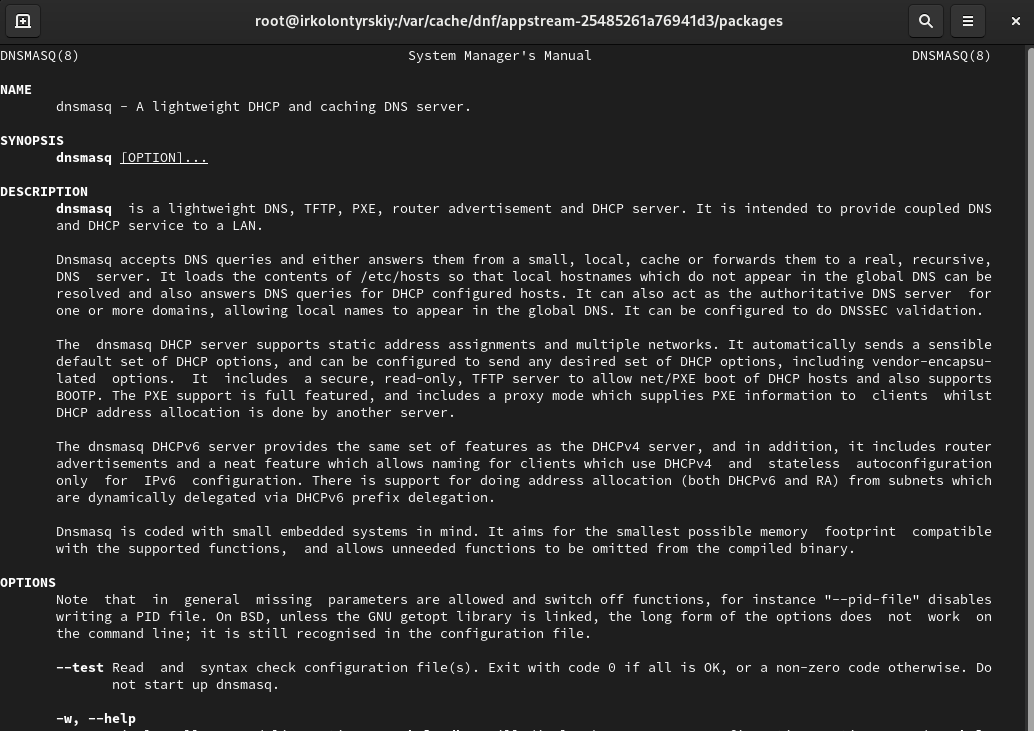 root@irkolontyrskiy:/var/cache/dnf/appstream-25485261a76941d3/packages
DNSMASQ(8) System Manager's Manual DNSMASQ(8)
NAME
dnsmasq - A lightweight DHCP and caching DNS server.
SYNOPSIS
dnsmasq [OPTION]...
DESCRIPTION
dnsmasq is a lightweight DNS, TFTP, PXE, router advertisement and DHCP server. It is intended to provide coupled DNS
and DHCP service to a LAN.
Dnsmasq accepts DNS queries and either answers them from a small, local, cache or forwards them to a real, recursive,
DNS server. It loads the contents of /etc/hosts so that local hostnames which do not appear in the global DNS can be
resolved and also answers DNS queries for DHCP configured hosts. It can also act as the authoritative DNS server for
one or more domains, allowing local names to appear in the global DNS. It can be configured to do DNSSEC validation.
The dnsmasq DHCP server supports static address assignments and multiple networks. It automatically sends a sensible
default set of DHCP options, and can be configured to send any desired set of DHCP options, including vendor-encapsu-
lated options. It includes a secure, read-only, TFTP server to allow net/PXE boot of DHCP hosts and also supports
BOOTP. The PXE support is full featured, and includes a proxy mode which supplies PXE information to clients whilst
DHCP address allocation is done by another server.
The dnsmasq DHCPv6 server provides the same set of features as the DHCPv4 server, and in addition, it includes router
advertisements and a neat feature which allows naming for clients which use DHCPv4 and stateless autoconfiguration
only for IPv6 configuration. There is support for doing address allocation (both DHCPv6 and RA) from subnets which
are dynamically delegated via DHCPv6 prefix delegation.
Dnsmasq is coded with small embedded systems in mind. It aims for the smallest possible memory footprint compatible
with the supported functions, and allows unneeded functions to be omitted from the compiled binary.
OPTIONS
Note that in general missing parameters are allowed and switch off functions, for instance "--pid-file" disables
writing a PID file. On BSD, unless the GNU getopt library is linked, the long form of the options does not work on
the command line; it is still recognised in the configuration file.
--test Read and syntax check configuration file(s). Exit with code 0 if all is OK, or a non-zero code otherwise. Do
not start up dnsmasq.
-w, --help